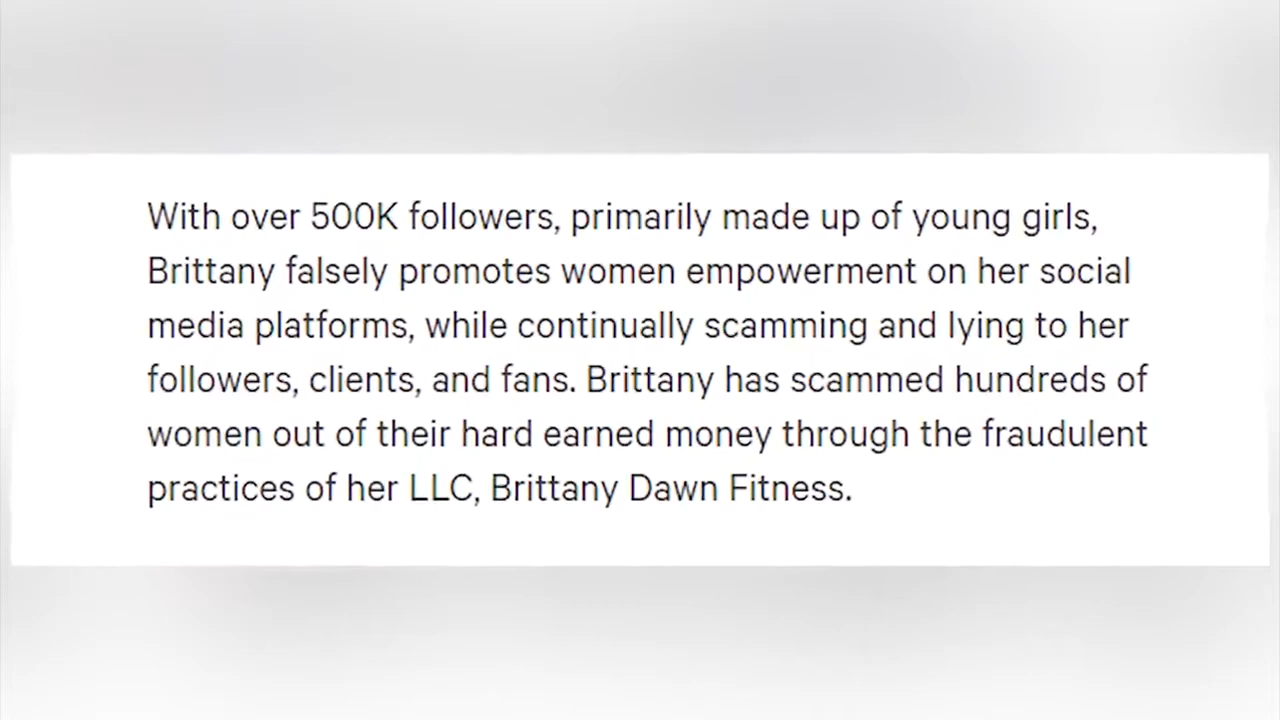 With over 500K followers, primarily made up of young girls,
Brittany falsely promotes women empowerment on her social
media platforms, while continually scamming and lying to her
followers, clients, and fans. Brittany has scammed hundreds of
women out of their hard earned money through the fraudulent
practices of her LLC, Brittany Dawn Fitness.